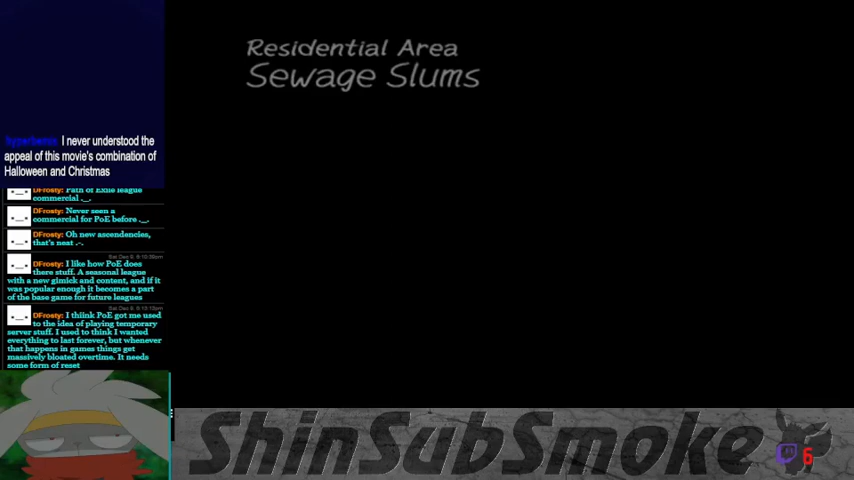 Residential Area
Sewage Slums
I never understood the
appeal of this movie's combination of
Halloween and Christmas
DFrosty: Path of Exile league
commercial ._.
DFrosty: Never seen a
commercial for PoE before ._.
DFrosty: Oh new ascendencies,
that's neat .-.
DFrosty: I like how PoE does
there stuff. A seasonal league
with a new gimick and content, and if it
was popular enough it becomes a part
of the base game for future leagues
DFrosty: I thiink PoE got me used
to the idea of playing temporary
server stuff. I used to think I wanted
everything to last forever, but whenever
that happens in games things get
massively bloated overtime. It needs
some form of reset
ShinSubSmoke
6